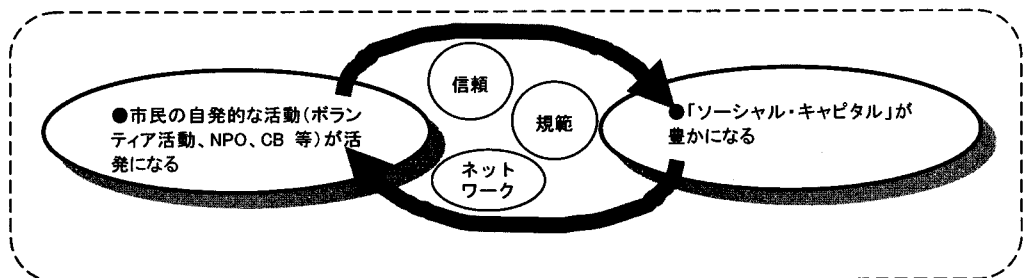 ●市民の自発的な活動(ボラン
ティア活動、NPO、CB 等)が活
発になる
信頼
規範
ネット
ワーク
●「ソーシャル・キャピタル」が
豊かになる